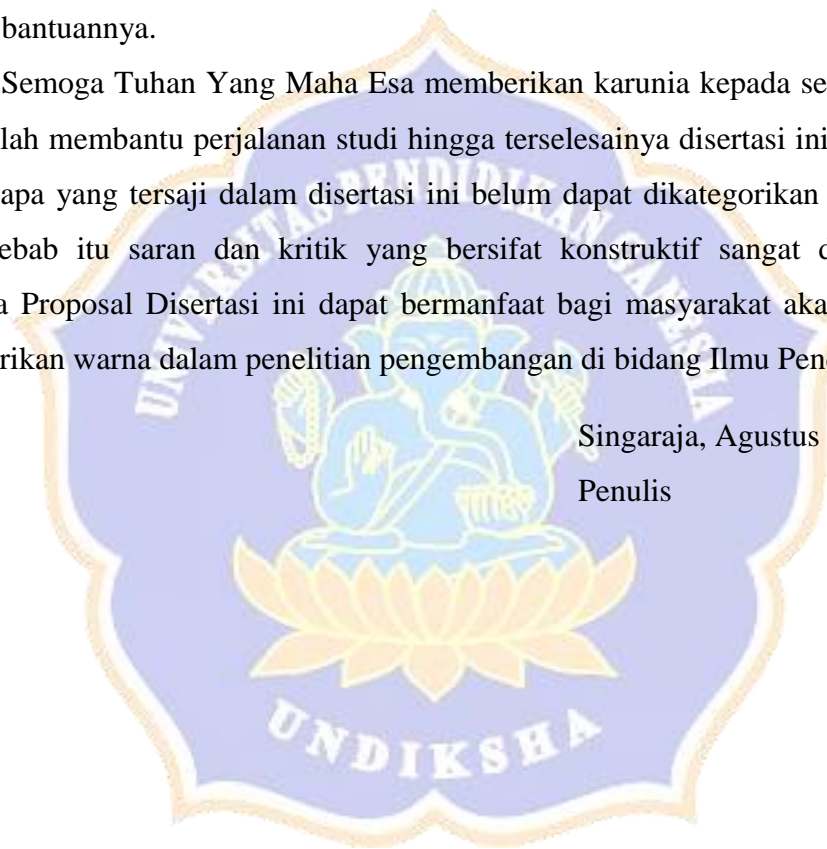 bantuannya.
Semoga Tuhan Yang Maha Esa memberikan karunia kepada se
lah membantu perjalanan studi hingga terselesainya disertasi ini
apa yang tersaji dalam disertasi ini belum dapat dikategorikan
ebab itu saran dan kritik yang bersifat konstruktif sangat
a Proposal Disertasi ini dapat bermanfaat bagi masyarakat aka
rikan warna dalam penelitian pengembangan di bidang Ilmu Pen
Singaraja, Agustus
Penulis
UNIVERSITAS PENDIDIKAN GANESHA
UNDIKSHA